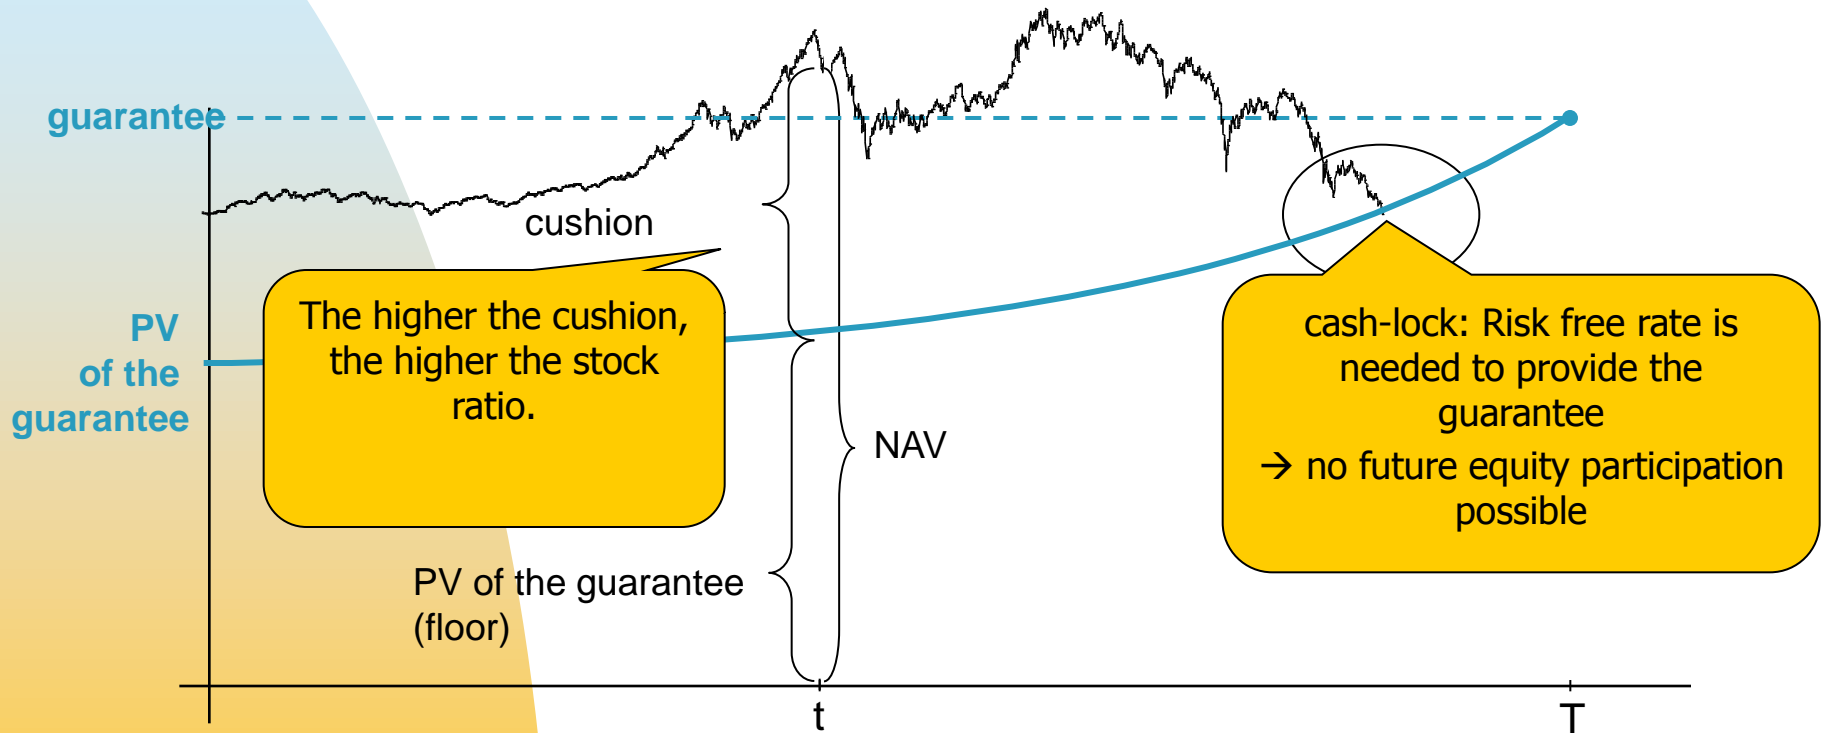 guarantee
cushion
The higher the cushion,
the higher the stock
ratio.
PV
of the
guarantee
cash-lock: Risk free rate is
needed to provide the
guarantee
→ no future equity participation
possible
NAV
PV of the guarantee
(floor)
t
T